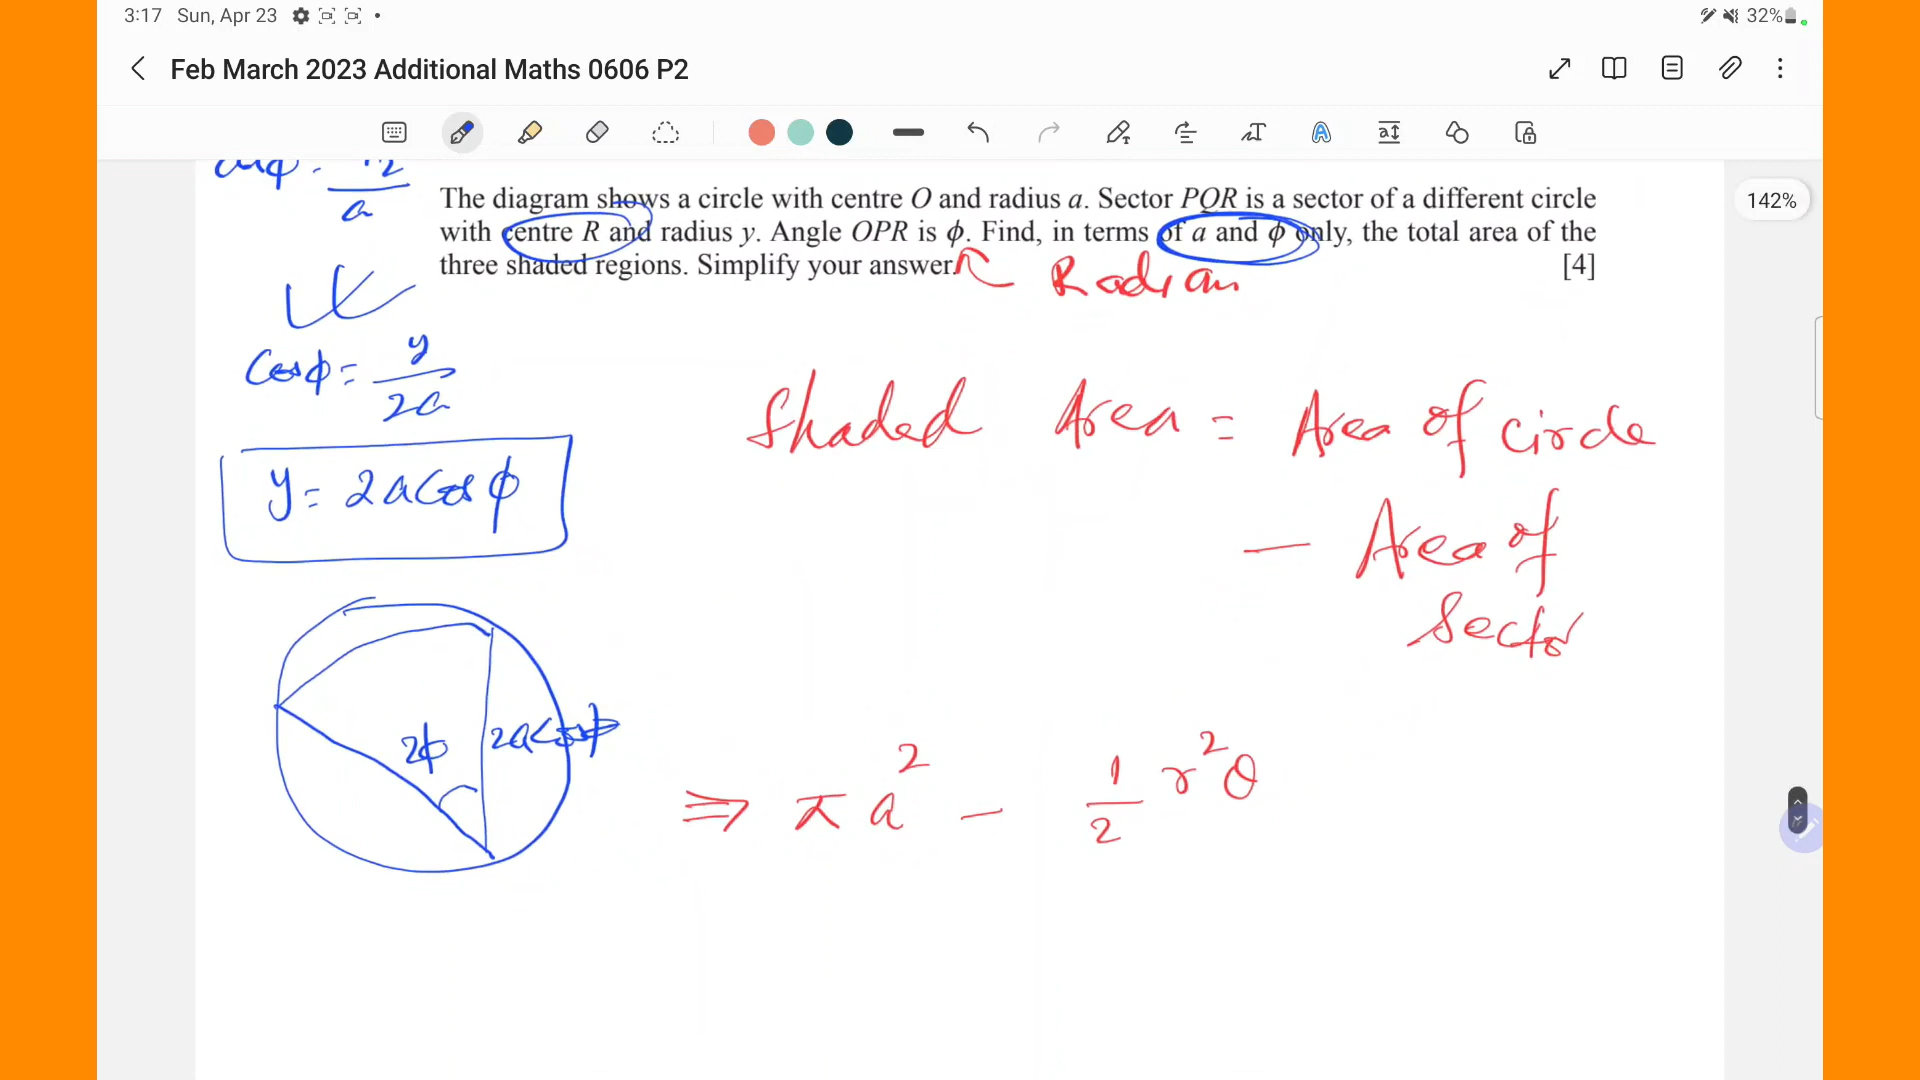 3:17 Sun, Apr 23
32%
Feb March 2023 Additional Maths 0606 P2
142%
The diagram shows a circle with centre O and radius a. Sector PQR is a sector of a different circle
with centre R and radius y. Angle OPR is ϕ. Find, in terms of a and ϕ only, the total area of the
three shaded regions. Simplify your answer. [4]
Radian
a
Cosϕ = y/2a
y = 2aCosϕ
Shaded Area = Area of circle
— Area of
Sector
2ϕ
2aCosϕ
⇒ πa² — 1/2 r²θ